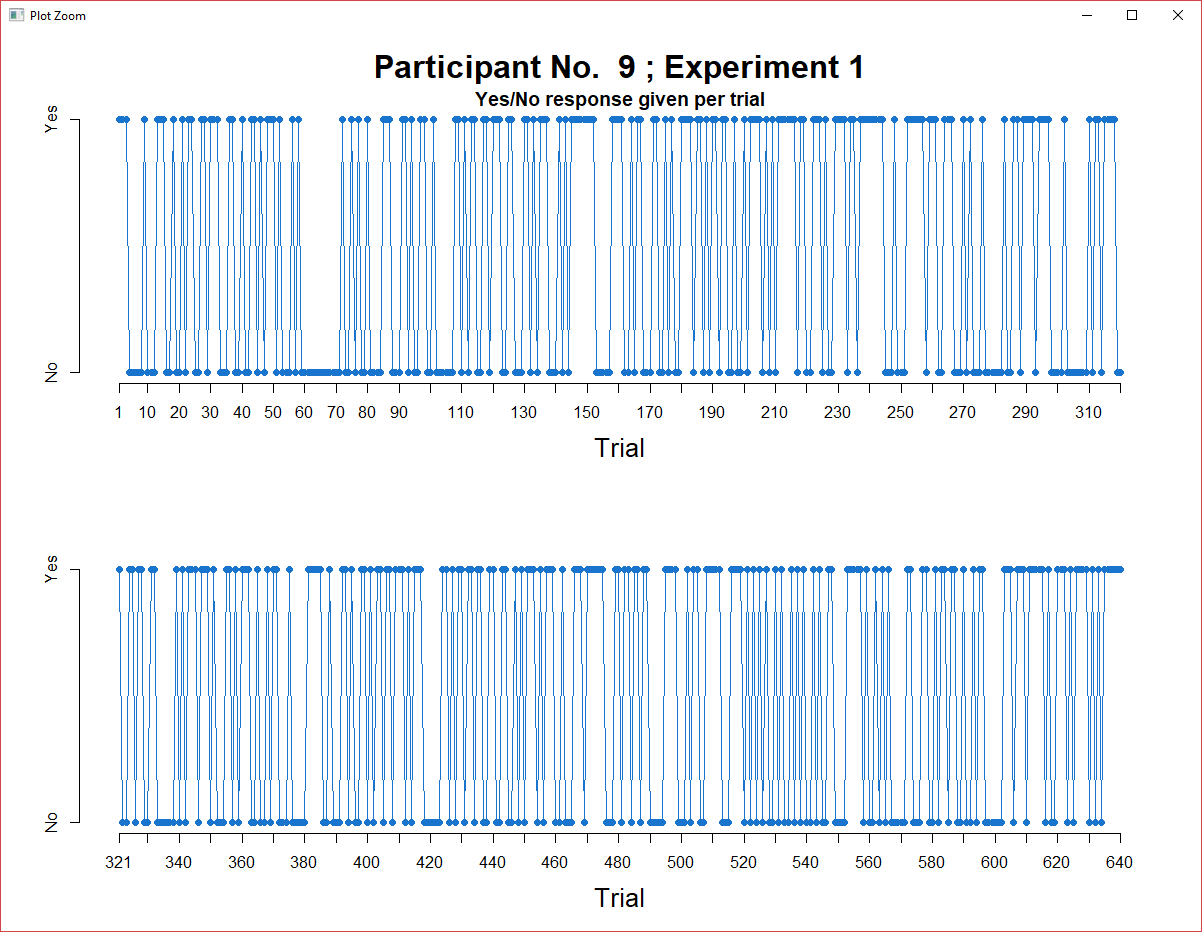 Plot Zoom
Participant No.  9 ; Experiment 1
Yes/No response given per trial
Yes
No
1 10 20 30 40 50 60 70 80 90 110 130 150 170 190 210 230 250 270 290 310
Trial
Yes
No
321 340 360 380 400 420 440 460 480 500 520 540 560 580 600 620 640
Trial